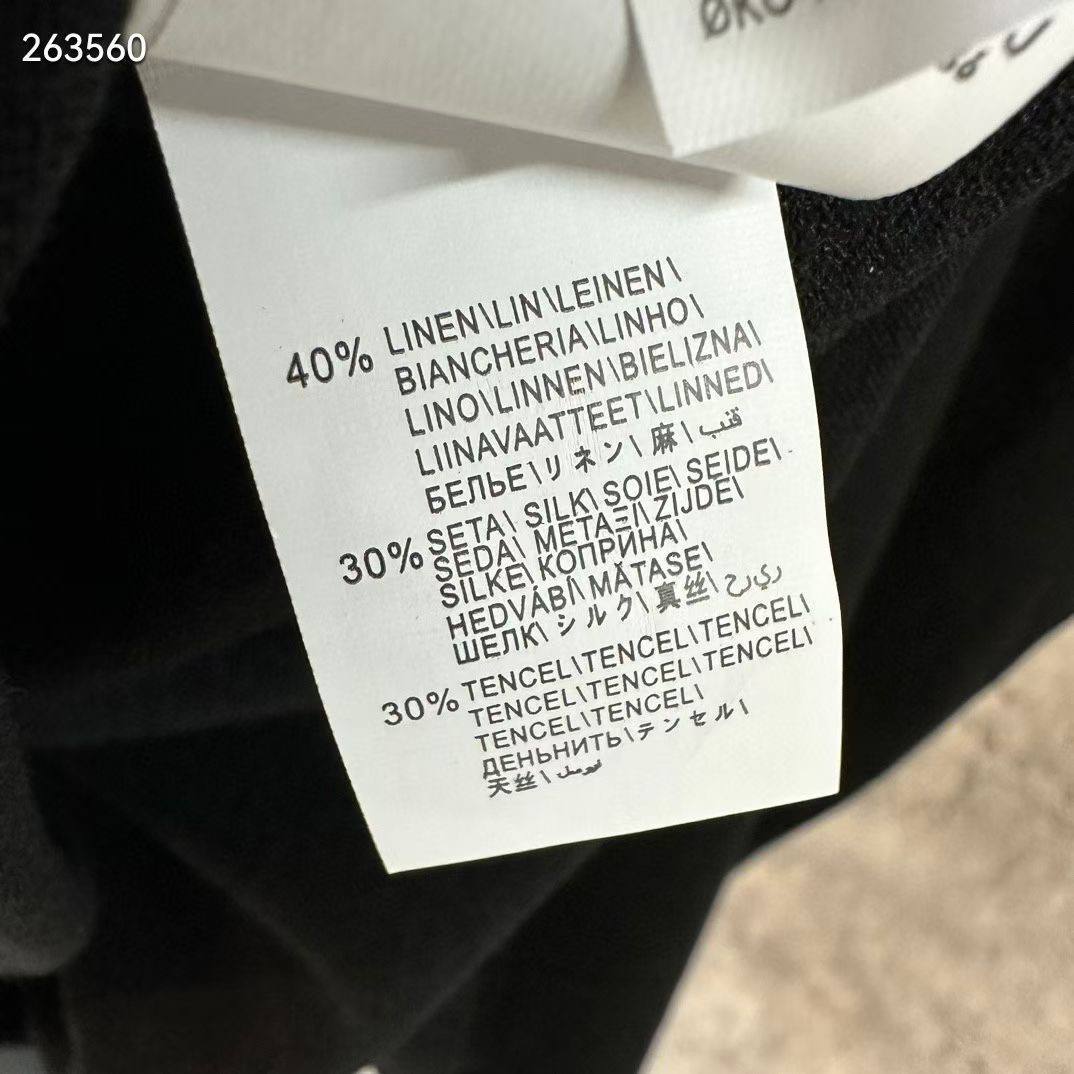 263560
ØKO
40% LINEN\LIN\LEINEN\
BIANCHERIA\LINHO\
LINO\LINNEN\BIELIZNA\
LIINAVAATTEET\LINNED\
БЕЛЬЕ\リネン\麻\قنب
30% SETA\ SILK\ SOIE\ SEIDE\
SEDA\ ΜΕΤΑΞΙ\ ZIJDE\
SILKE\ КОПРИНА\
HEDVÁBÍ\ MĂTASE\
ШЕЛК\ シルク\ 真丝\
30% TENCEL\TENCEL\TENCEL\
TENCEL\TENCEL\TENCEL\
TENCEL\TENCEL\
ДЕНЬНИТЬ\テンセル\
天丝\